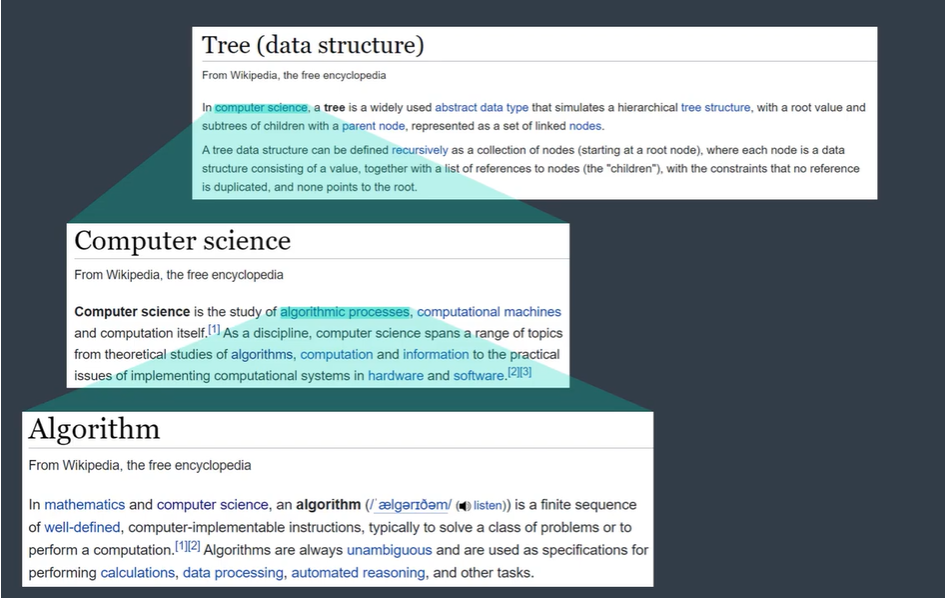 Tree (data structure)
From Wikipedia, the free encyclopedia
In computer science, a tree is a widely used abstract data type that simulates a hierarchical tree structure, with a root value and
subtrees of children with a parent node, represented as a set of linked nodes.
A tree data structure can be defined recursively as a collection of nodes (starting at a root node), where each node is a data
structure consisting of a value, together with a list of references to nodes (the "children"), with the constraints that no reference
is duplicated, and none points to the root.
Computer science
From Wikipedia, the free encyclopedia
Computer science is the study of algorithmic processes, computational machines
and computation itself.[1] As a discipline, computer science spans a range of topics
from theoretical studies of algorithms, computation and information to the practical
issues of implementing computational systems in hardware and software.[2][3]
Algorithm
From Wikipedia, the free encyclopedia
In mathematics and computer science, an algorithm (/ˈælɡərɪðəm/ (listen)) is a finite sequence
of well-defined, computer-implementable instructions, typically to solve a class of problems or to
perform a computation.[1][2] Algorithms are always unambiguous and are used as specifications for
performing calculations, data processing, automated reasoning, and other tasks.